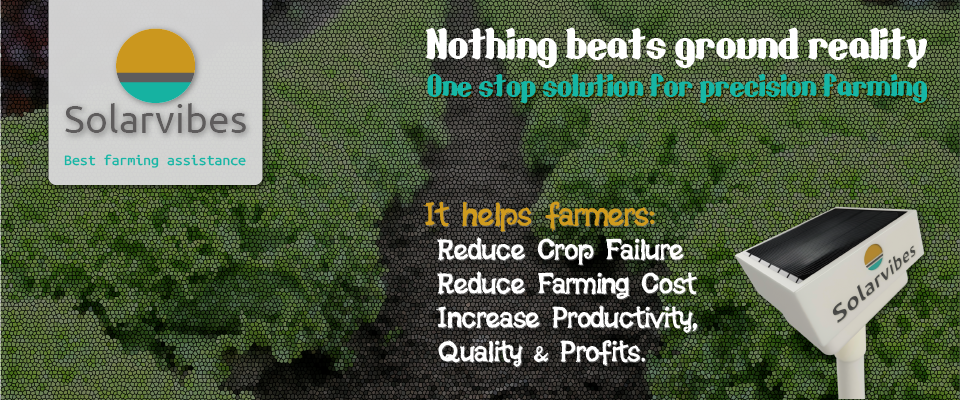 Solarvibes
Best farming assistance
Nothing beats ground reality
One stop solution for precision farming
It helps farmers:
Reduce Crop Failure
Reduce Farming Cost
Increase Productivity,
Quality & Profits.
Solarvibes